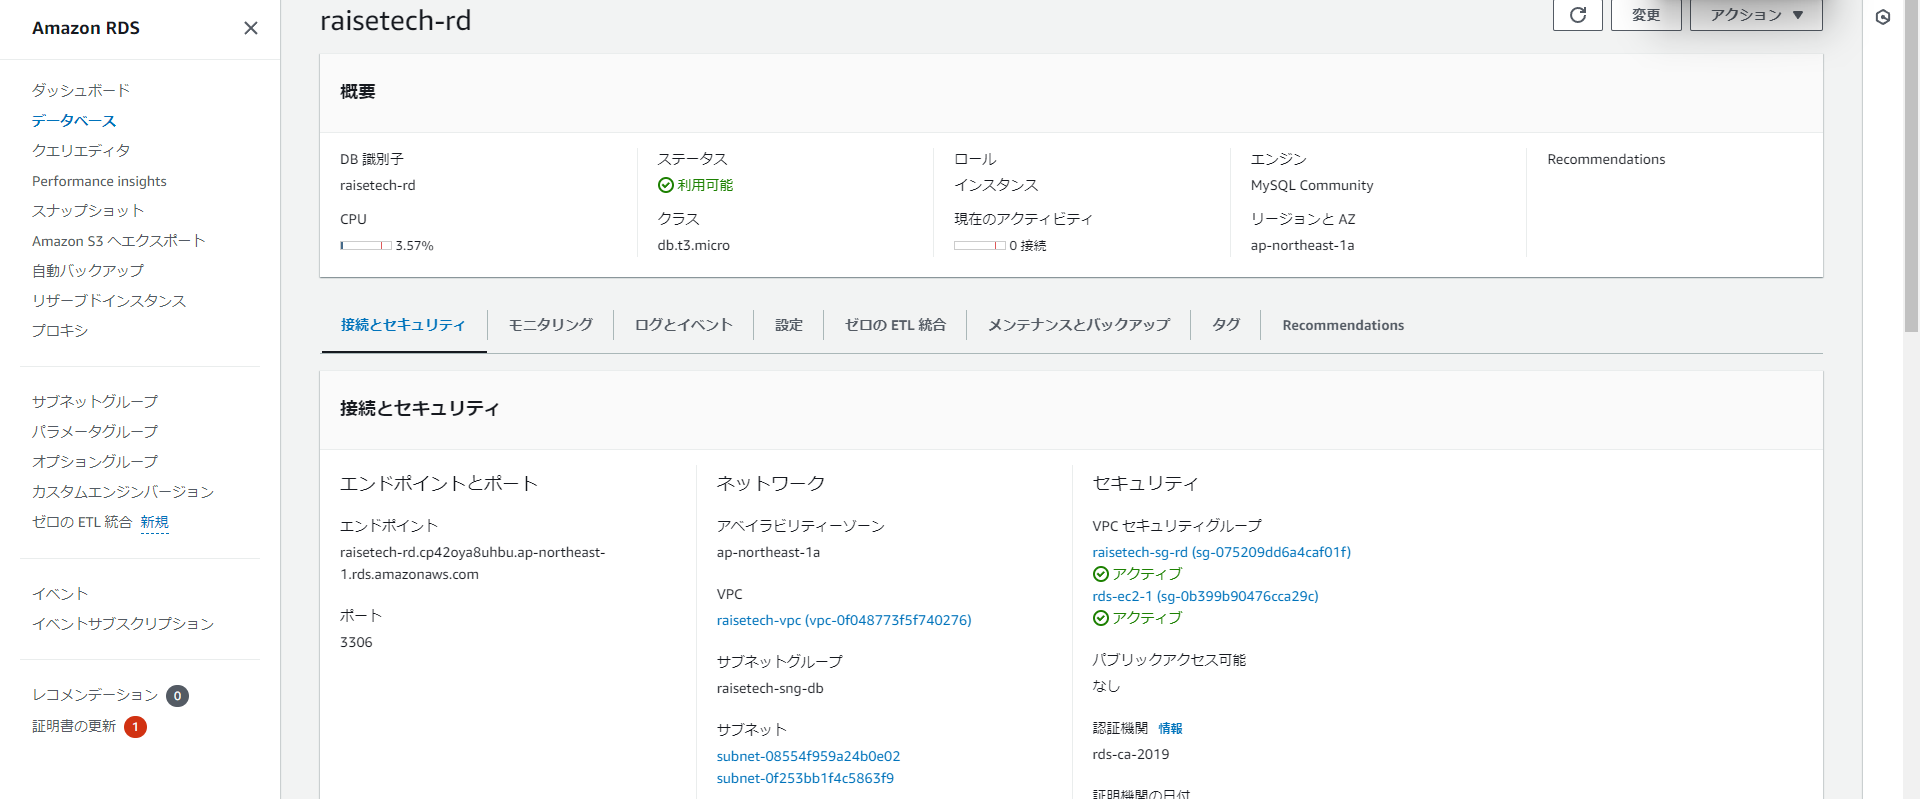 Amazon RDS
ダッシュボード
データベース
クエリエディタ
Performance insights
スナップショット
Amazon S3 へエクスポート
自動バックアップ
リザーブドインスタンス
プロキシ
サブネットグループ
パラメータグループ
オプショングループ
カスタムエンジンバージョン
ゼロの ETL 統合 新規
イベント
イベントサブスクリプション
レコメンデーション 0
証明書の更新 1
raisetech-rd
変更
アクション
概要
DB 識別子
raisetech-rd
CPU
3.57%
ステータス
利用可能
クラス
db.t3.micro
ロール
インスタンス
現在のアクティビティ
0 接続
エンジン
MySQL Community
リージョンと AZ
ap-northeast-1a
Recommendations
接続とセキュリティ
モニタリング
ログとイベント
設定
ゼロの ETL 統合
メンテナンスとバックアップ
タグ
Recommendations
接続とセキュリティ
エンドポイントとポート
エンドポイント
raisetech-rd.cp42oya8uhbu.ap-northeast-
1.rds.amazonaws.com
ポート
3306
ネットワーク
アベイラビリティーゾーン
ap-northeast-1a
VPC
raisetech-vpc (vpc-0f048773f5f740276)
サブネットグループ
raisetech-sng-db
サブネット
subnet-08554f959a24b0e02
subnet-0f253bb1f4c5863f9
セキュリティ
VPC セキュリティグループ
raisetech-sg-rd (sg-075209dd6a4caf01f)
アクティブ
rds-ec2-1 (sg-0b399b90476cca29c)
アクティブ
パブリックアクセス可能
なし
認証機関 情報
rds-ca-2019
証明機関の日付